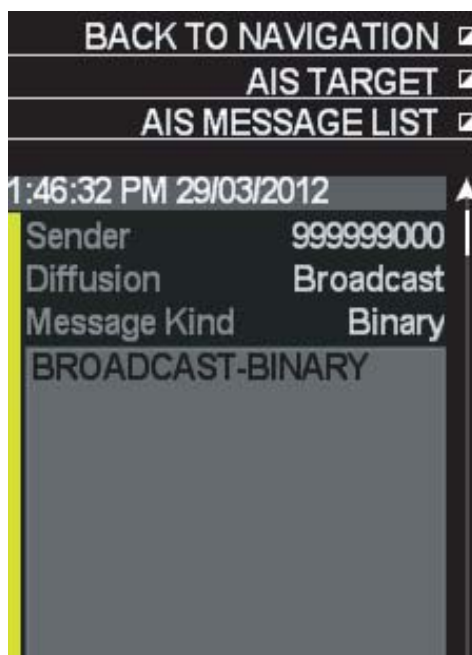 BACK TO NAVIGATION
AIS TARGET
AIS MESSAGE LIST
1:46:32 PM 29/03/2012
Sender 999999000
Diffusion Broadcast
Message Kind Binary
BROADCAST-BINARY